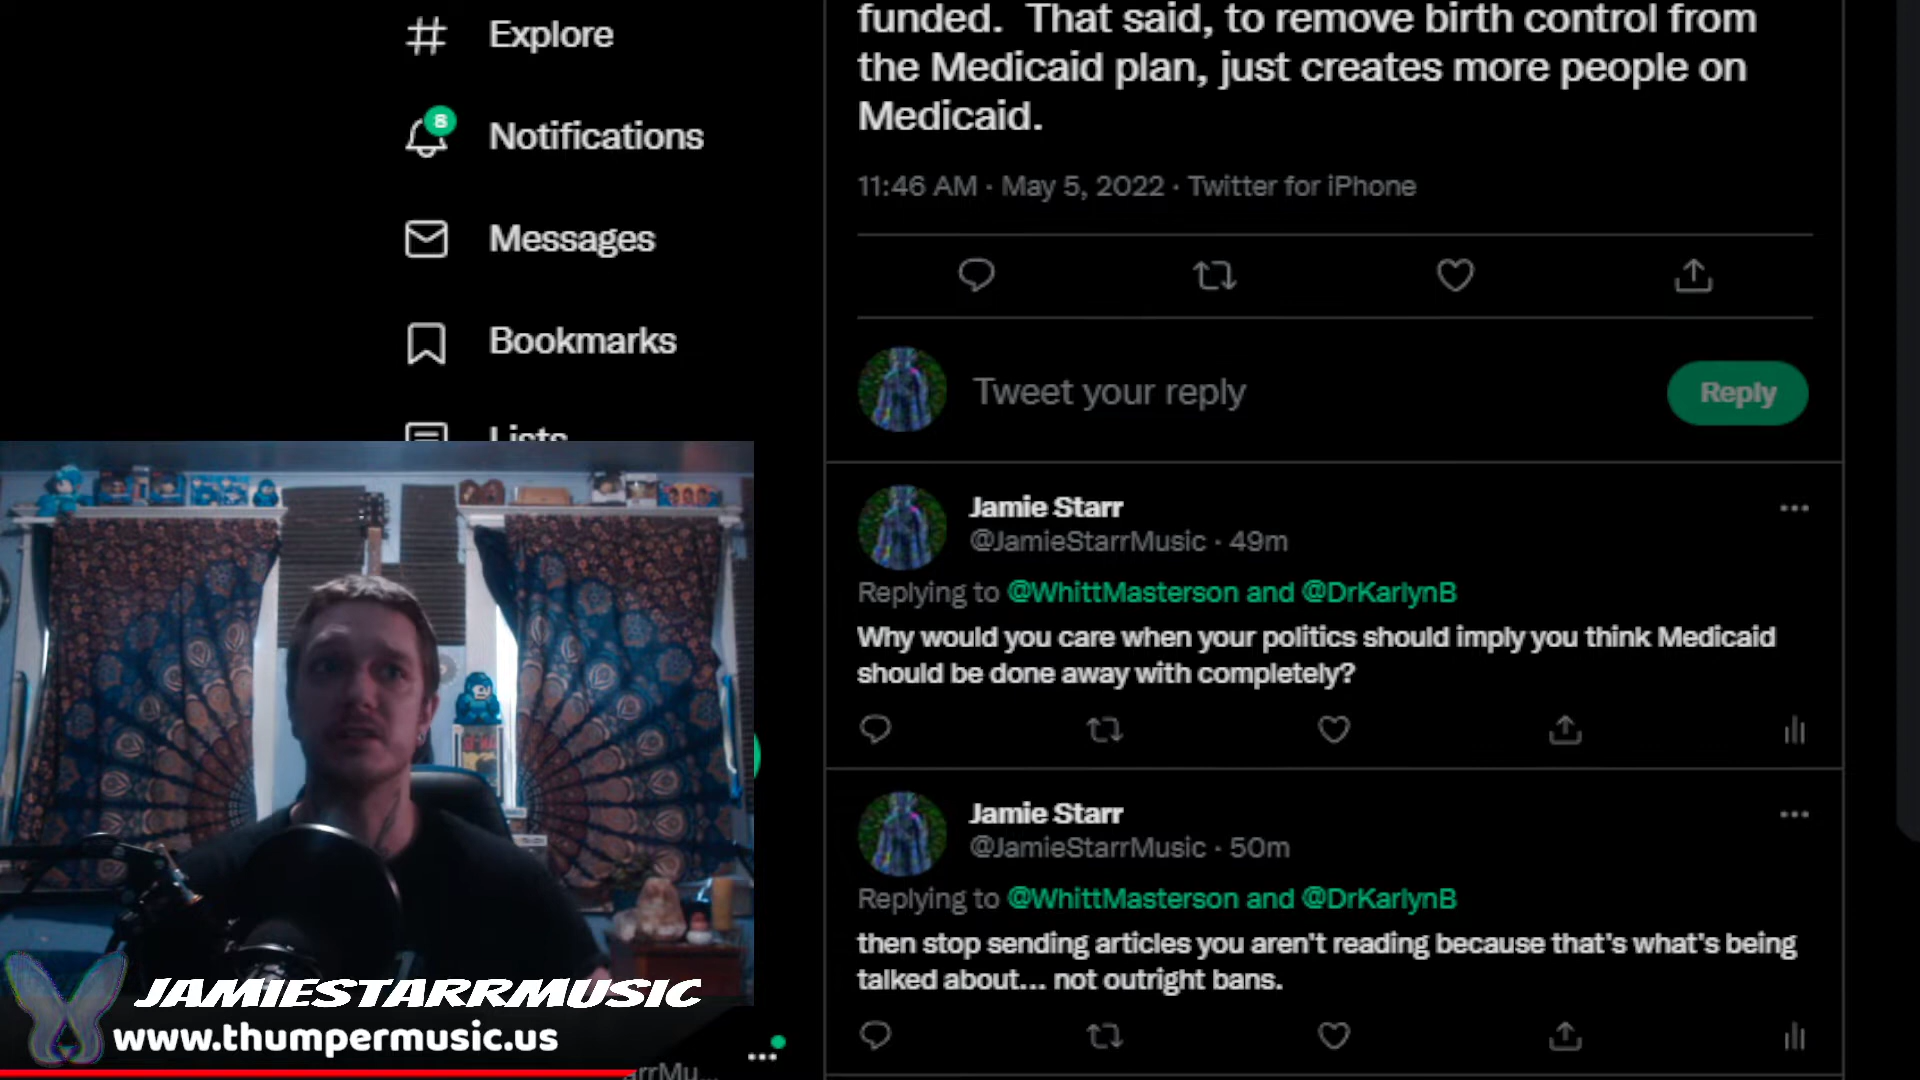 Explore
8
Notifications
Messages
Bookmarks
Lists
funded. That said, to remove birth control from
the Medicaid plan, just creates more people on
Medicaid.
11:46 AM · May 5, 2022 · Twitter for iPhone
Tweet your reply
Reply
Jamie Starr
@JamieStarrMusic · 49m
Replying to @WhittMasterson and @DrKarlynB
Why would you care when your politics should imply you think Medicaid
should be done away with completely?
Jamie Starr
@JamieStarrMusic · 50m
Replying to @WhittMasterson and @DrKarlynB
then stop sending articles you aren't reading because that's what's being
talked about... not outright bans.
JAMIESTARRMUSIC
www.thumpermusic.us
arrMu...